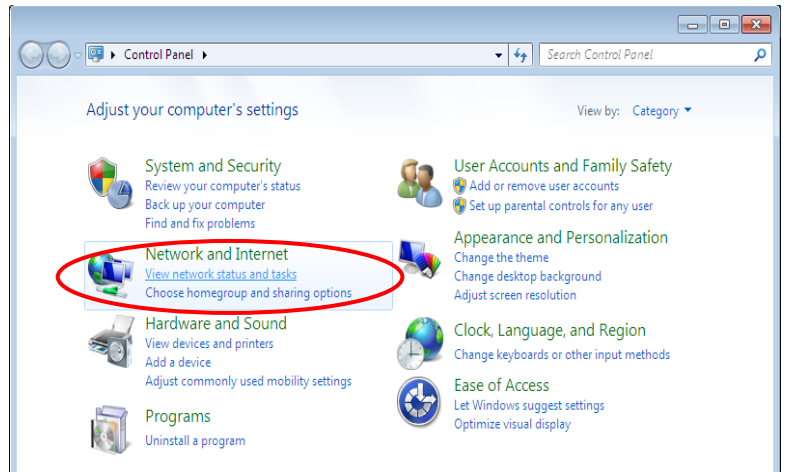 Control Panel
Search Control Panel
Adjust your computer's settings
View by: Category
System and Security
Review your computer's status
Back up your computer
Find and fix problems
Network and Internet
View network status and tasks
Choose homegroup and sharing options
Hardware and Sound
View devices and printers
Add a device
Adjust commonly used mobility settings
Programs
Uninstall a program
User Accounts and Family Safety
Add or remove user accounts
Set up parental controls for any user
Appearance and Personalization
Change the theme
Change desktop background
Adjust screen resolution
Clock, Language, and Region
Change keyboards or other input methods
Ease of Access
Let Windows suggest settings
Optimize visual display